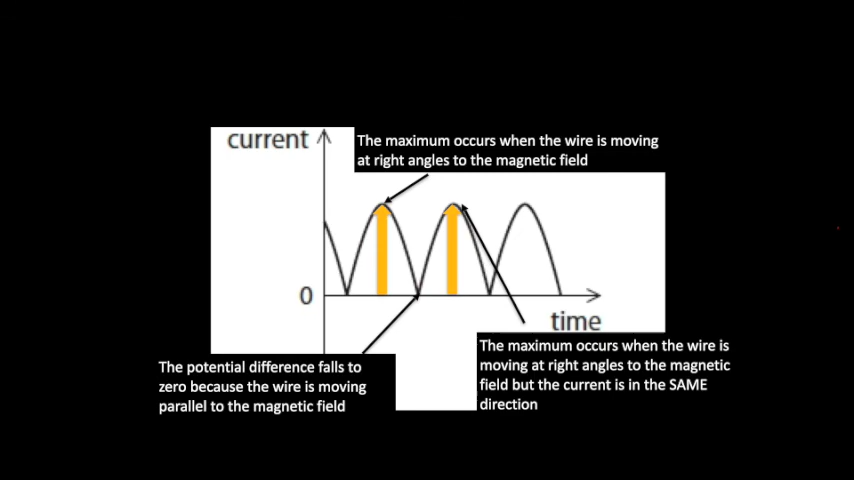 current
The maximum occurs when the wire is moving
at right angles to the magnetic field
0
time
The potential difference falls to
zero because the wire is moving
parallel to the magnetic field
The maximum occurs when the wire is
moving at right angles to the magnetic
field but the current is in the SAME
direction